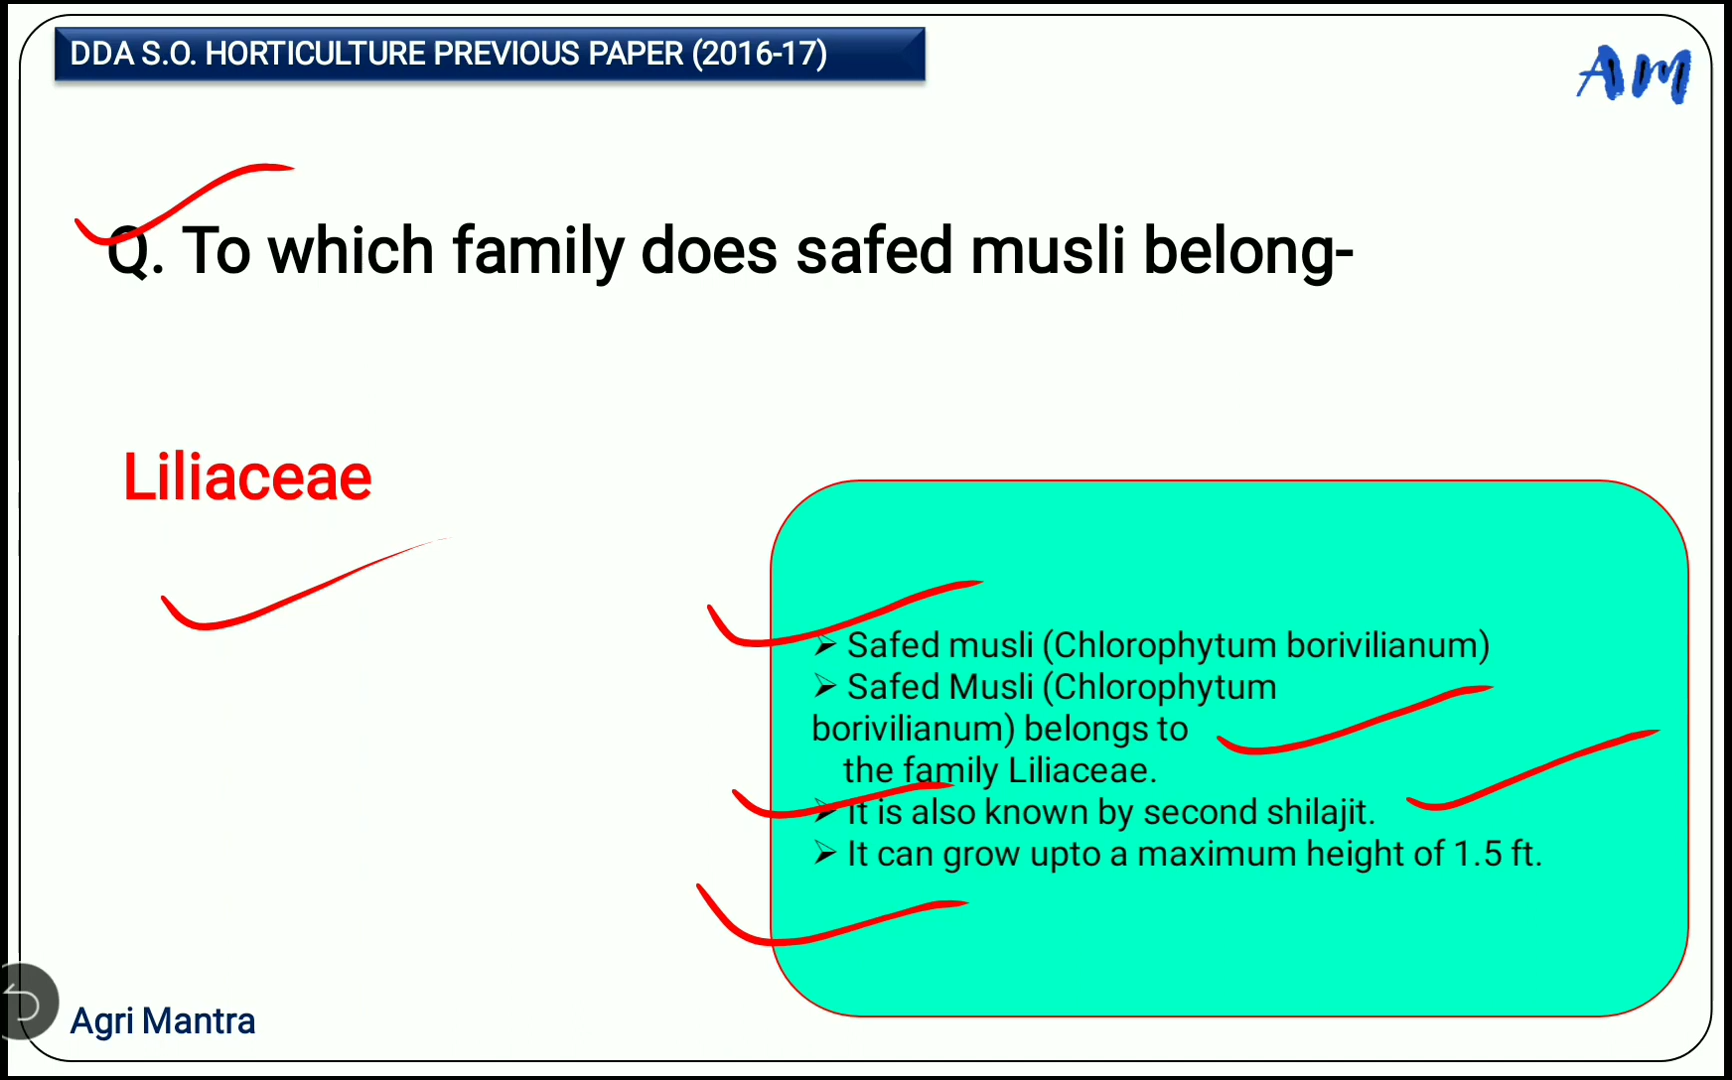 DDA S.O. HORTICULTURE PREVIOUS PAPER (2016-17)
AM
Q. To which family does safed musli belong-
Liliaceae
➢ Safed musli (Chlorophytum borivilianum)
➢ Safed Musli (Chlorophytum
borivilianum) belongs to
the family Liliaceae.
➢ It is also known by second shilajit.
➢ It can grow upto a maximum height of 1.5 ft.
Agri Mantra